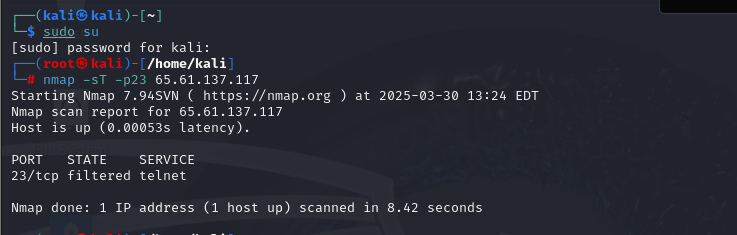 ┌──(kali㉿kali)-[~]
└─$ sudo su
[sudo] password for kali:
┌──(root㉿kali)-[/home/kali]
└─# nmap -sT -p23 65.61.137.117
Starting Nmap 7.94SVN ( https://nmap.org ) at 2025-03-30 13:24 EDT
Nmap scan report for 65.61.137.117
Host is up (0.00053s latency).
PORT   STATE    SERVICE
23/tcp filtered telnet
Nmap done: 1 IP address (1 host up) scanned in 8.42 seconds